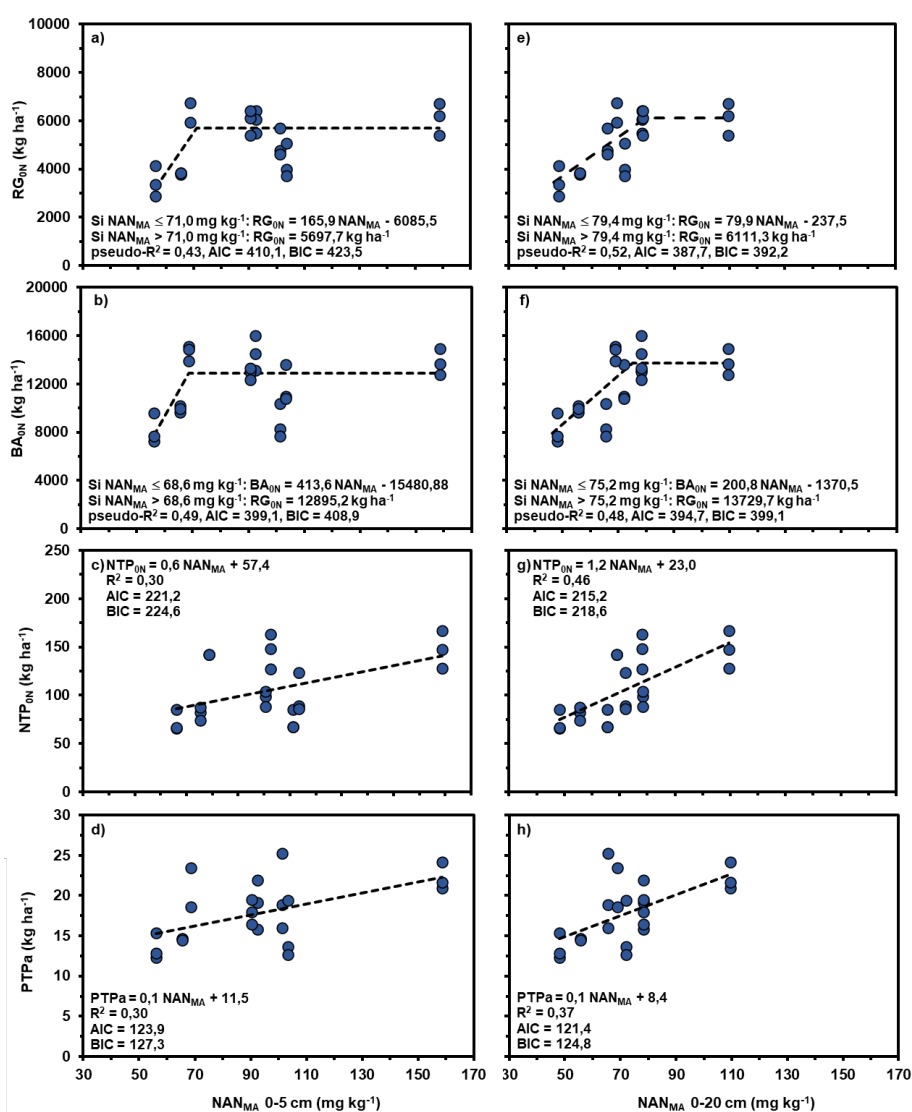 10000
8000
6000
4000
2000
0
RG₀N (kg ha⁻¹)
a)
Si NANMA ≤ 71,0 mg kg⁻¹: RG₀N = 165,9 NANMA - 6085,5
Si NANMA > 71,0 mg kg⁻¹: RG₀N = 5697,7 kg ha⁻¹
pseudo-R² = 0,43, AIC = 410,1, BIC = 423,5
e)
Si NANMA ≤ 79,4 mg kg⁻¹: RG₀N = 79,9 NANMA - 237,5
Si NANMA > 79,4 mg kg⁻¹: RG₀N = 6111,3 kg ha⁻¹
pseudo-R² = 0,52, AIC = 387,7, BIC = 392,2
20000
16000
12000
8000
4000
0
BA₀N (kg ha⁻¹)
b)
Si NANMA ≤ 68,6 mg kg⁻¹: BA₀N = 413,6 NANMA - 15480,88
Si NANMA > 68,6 mg kg⁻¹: RG₀N = 12895,2 kg ha⁻¹
pseudo-R² = 0,49, AIC = 399,1, BIC = 408,9
f)
Si NANMA ≤ 75,2 mg kg⁻¹: BA₀N = 200,8 NANMA - 1370,5
Si NANMA > 75,2 mg kg⁻¹: RG₀N = 13729,7 kg ha⁻¹
pseudo-R² = 0,48, AIC = 394,7, BIC = 399,1
250
200
150
100
50
0
NTP₀N (kg ha⁻¹)
c) NTP₀N = 0,6 NANMA + 57,4
R² = 0,30
AIC = 221,2
BIC = 224,6
g) NTP₀N = 1,2 NANMA + 23,0
R² = 0,46
AIC = 215,2
BIC = 218,6
30
25
20
15
10
5
0
PTPa (kg ha⁻¹)
d)
PTPa = 0,1 NANMA + 11,5
R² = 0,30
AIC = 123,9
BIC = 127,3
h)
PTPa = 0,1 NANMA + 8,4
R² = 0,37
AIC = 121,4
BIC = 124,8
30 50 70 90 110 130 150 170
30 50 70 90 110 130 150 170
NANMA 0-5 cm (mg kg⁻¹)
NANMA 0-20 cm (mg kg⁻¹)